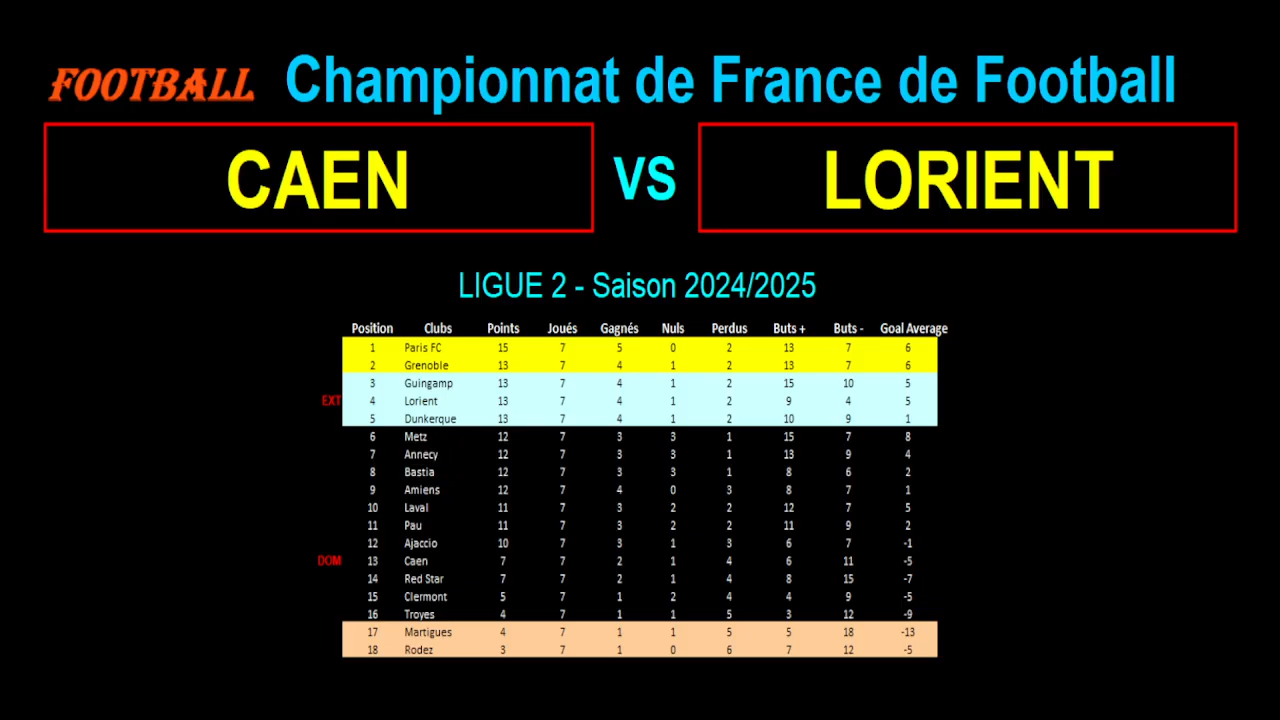 FOOTBALL Championnat de France de Football
CAEN VS LORIENT
LIGUE 2 - Saison 2024/2025
Position Clubs Points Joués Gagnés Nuls Perdus Buts + Buts - Goal Average
1 Paris FC 15 7 5 0 2 13 7 6
2 Grenoble 13 7 4 1 2 13 7 6
3 Guingamp 13 7 4 1 2 15 10 5
EXT 4 Lorient 13 7 4 1 2 9 4 5
5 Dunkerque 13 7 4 1 2 10 9 1
6 Metz 12 7 3 3 1 15 7 8
7 Annecy 12 7 3 3 1 13 9 4
8 Bastia 12 7 3 3 1 8 6 2
9 Amiens 12 7 4 0 3 8 7 1
10 Laval 11 7 3 2 2 12 7 5
11 Pau 11 7 3 2 2 11 9 2
12 Ajaccio 10 7 3 1 3 6 7 -1
DOM 13 Caen 7 7 2 1 4 6 11 -5
14 Red Star 7 7 2 1 4 8 15 -7
15 Clermont 5 7 1 2 4 4 9 -5
16 Troyes 4 7 1 1 5 3 12 -9
17 Martigues 4 7 1 1 5 5 18 -13
18 Rodez 3 7 1 0 6 7 12 -5